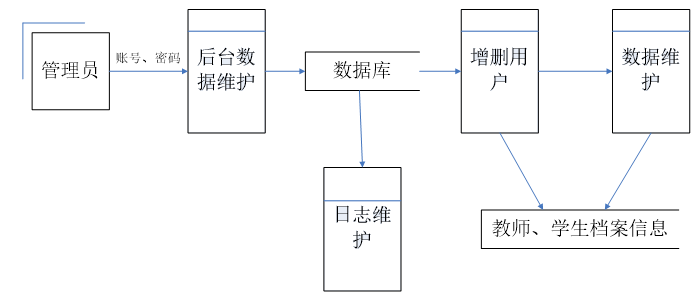 管理员
账号、密码
后台数
据维护
数据库
增删用
户
数据维
护
日志维
护
教师、学生档案信息